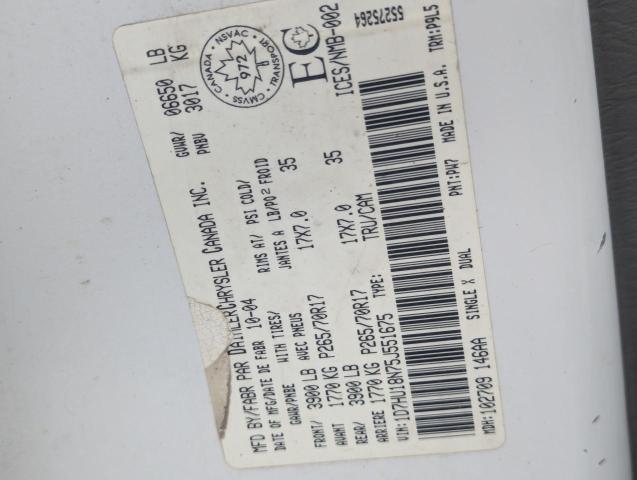 MFD BY/FABR PAR DAIMLERCHRYSLER CANADA INC.
DATE OF MFG/DATE DE FABR 10-04
GVWR/ 06650 LB
PNBV 3017 KG
GAWR/PNBE WITH TIRES/ RIMS AT/ PSI COLD/
AVEC PNEUS JANTES A LB/PO2 FROID
FRONT/ 3900 LB
AVANT 1770 KG P265/70R17 17X7.0 35
REAR/ 3900 LB
ARRIERE 1770 KG P265/70R17 17X7.0 35
TYPE: TRU/CAM
VIN:1D7HU18N75J551675
MDH:102709 146AA SINGLE X DUAL PNT:PW7 MADE IN U.S.A. TRM:P9L5
CANADA • NSVAC • TRANSPORT • CMVSS
972
EC
ICES/NMB-002
55275264